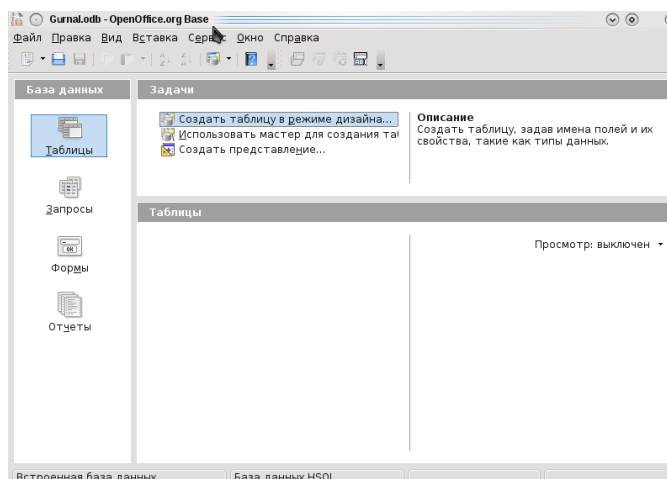 Gurnal.odb - OpenOffice.org Base
Файл Правка Вид Вставка Сервис Окно Справка
База данных
Задачи
Таблицы
Запросы
Формы
Отчеты
Создать таблицу в режиме дизайна...
Использовать мастер для создания та
Создать представление...
Описание
Создать таблицу, задав имена полей и их
свойства, такие как типы данных.
Таблицы
Просмотр: выключен
Встроенная база данных
База данных HSQL